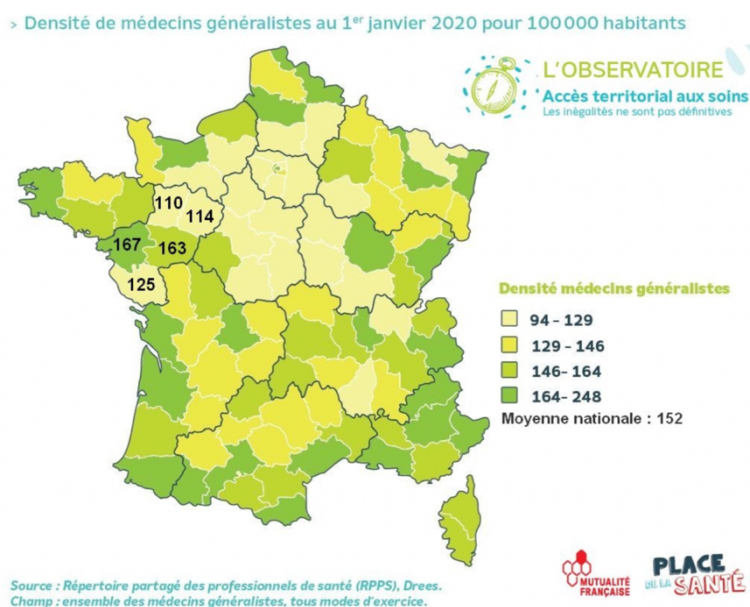 > Densité de médecins généralistes au 1er janvier 2020 pour 100 000 habitants
L'OBSERVATOIRE
Accès territorial aux soins
Les inégalités ne sont pas définitives
110
114
167
163
125
Densité médecins généralistes
94 – 129
129 – 146
146– 164
164– 248
Moyenne nationale : 152
MUTUALITÉ
FRANÇAISE
PLACE
DE LA SANTÉ
Source : Répertoire partagé des professionnels de santé (RPPS), Drees.
Champ : ensemble des médecins généralistes, tous modes d'exercice.